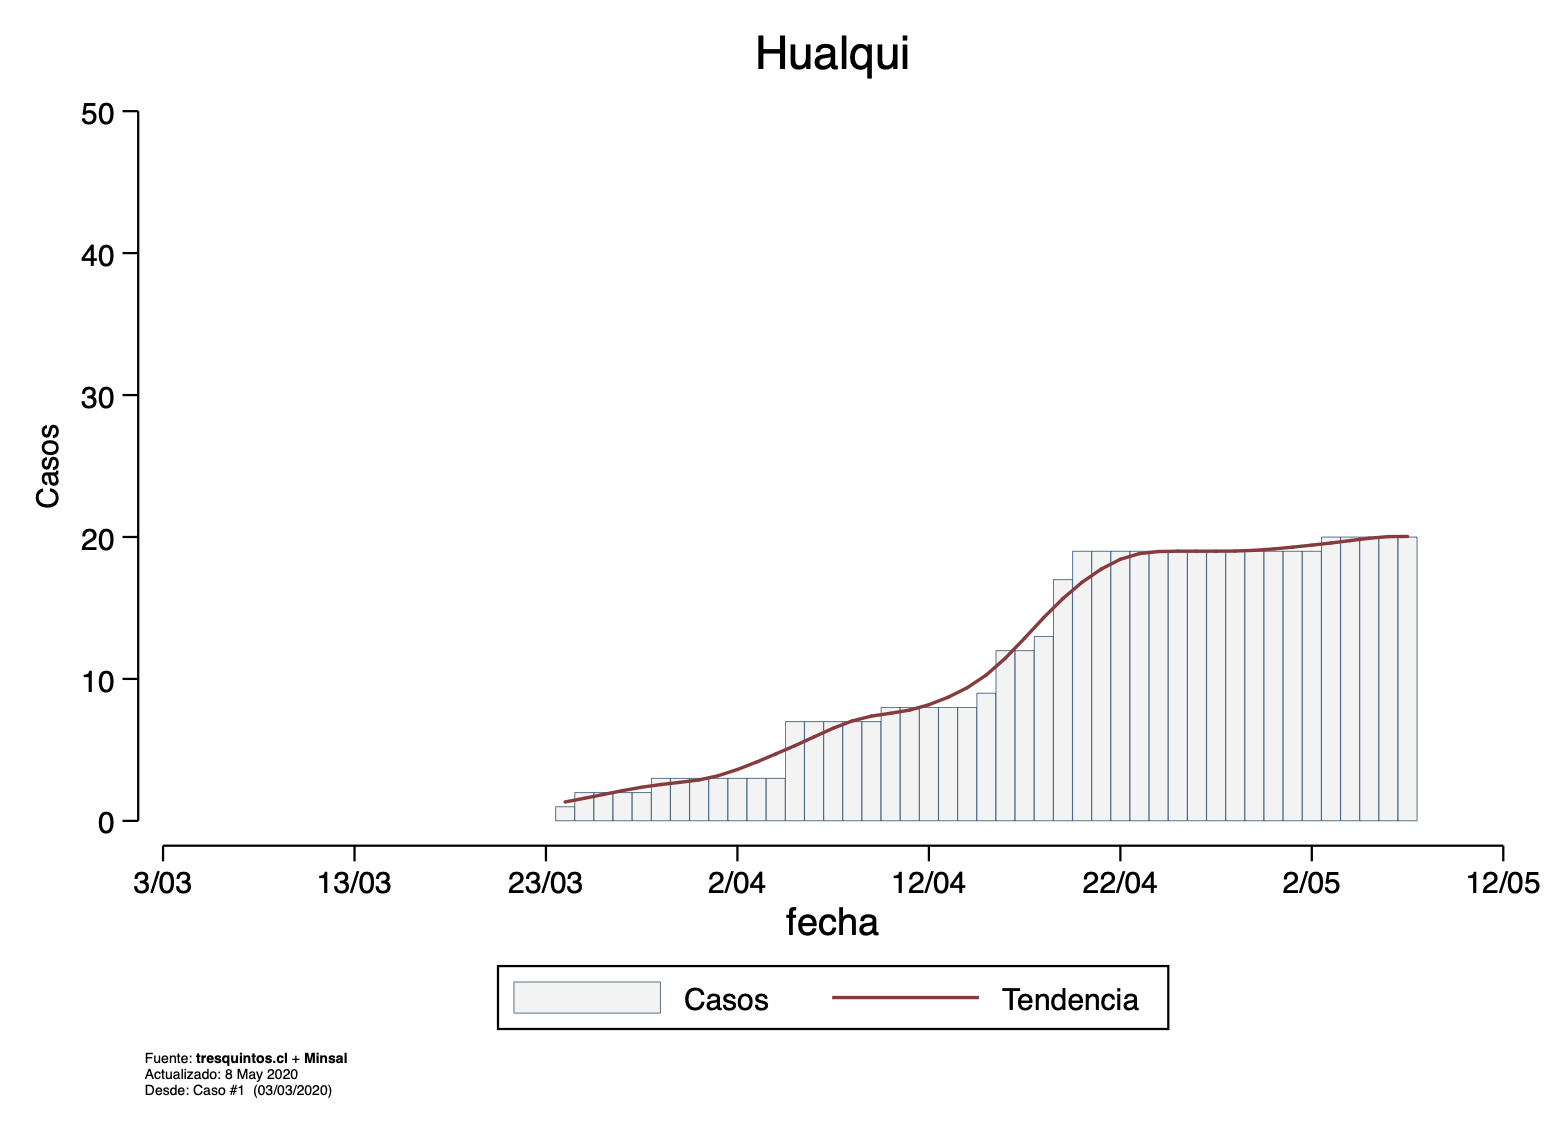 Hualqui
50
40
30
20
10
0
Casos
3/03 13/03 23/03 2/04 12/04 22/04 2/05 12/05
fecha
Casos Tendencia
Fuente: tresquintos.cl + Minsal
Actualizado: 8 May 2020
Desde: Caso #1 (03/03/2020)